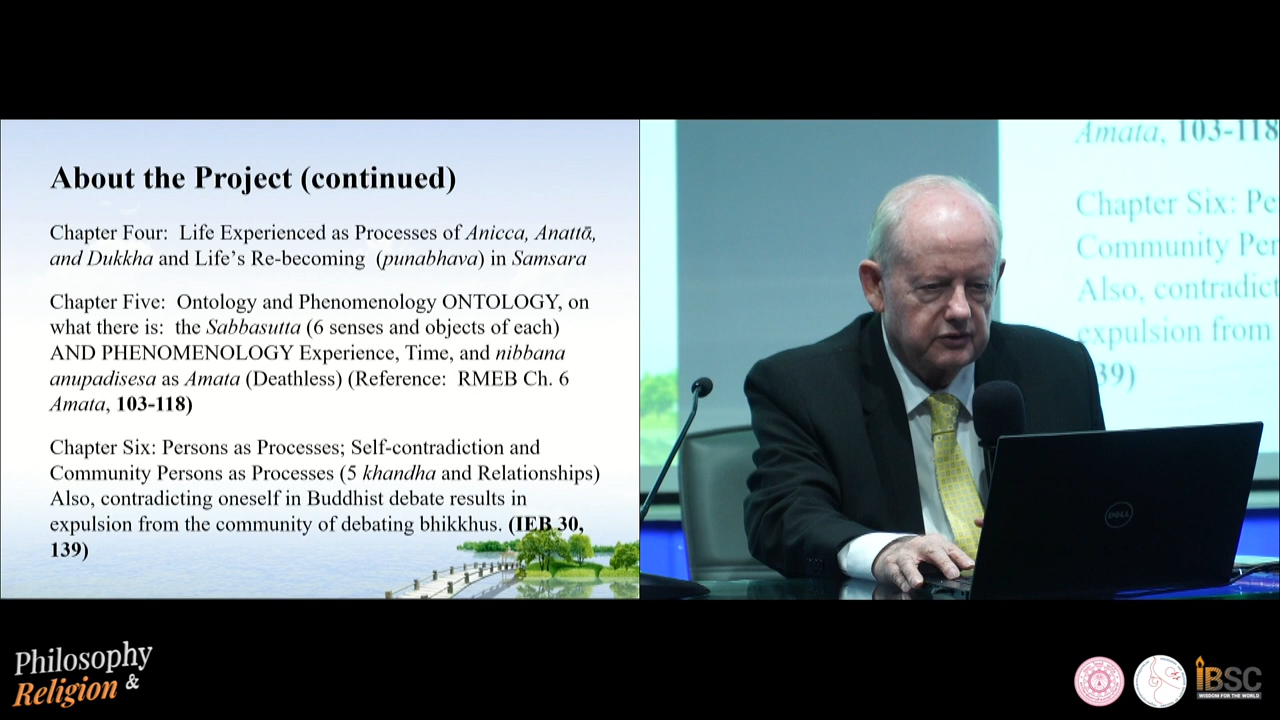 About the Project (continued)
Chapter Four: Life Experienced as Processes of Anicca, Anattā,
and Dukkha and Life's Re-becoming (punabhava) in Samsara
Chapter Five: Ontology and Phenomenology ONTOLOGY, on
what there is: the Sabbasutta (6 senses and objects of each)
AND PHENOMENOLOGY Experience, Time, and nibbana
anupadisesa as Amata (Deathless) (Reference: RMEB Ch. 6
Amata, 103-118)
Chapter Six: Persons as Processes; Self-contradiction and
Community Persons as Processes (5 khandha and Relationships)
Also, contradicting oneself in Buddhist debate results in
expulsion from the community of debating bhikkhus. (IEB 30,
139)
Amata, 103-118
Chapter Six: Pe
Community Per
Also, contradict
expulsion from
39)
DELL
Philosophy
Religion &
iBSC
WISDOM FOR THE WORLD